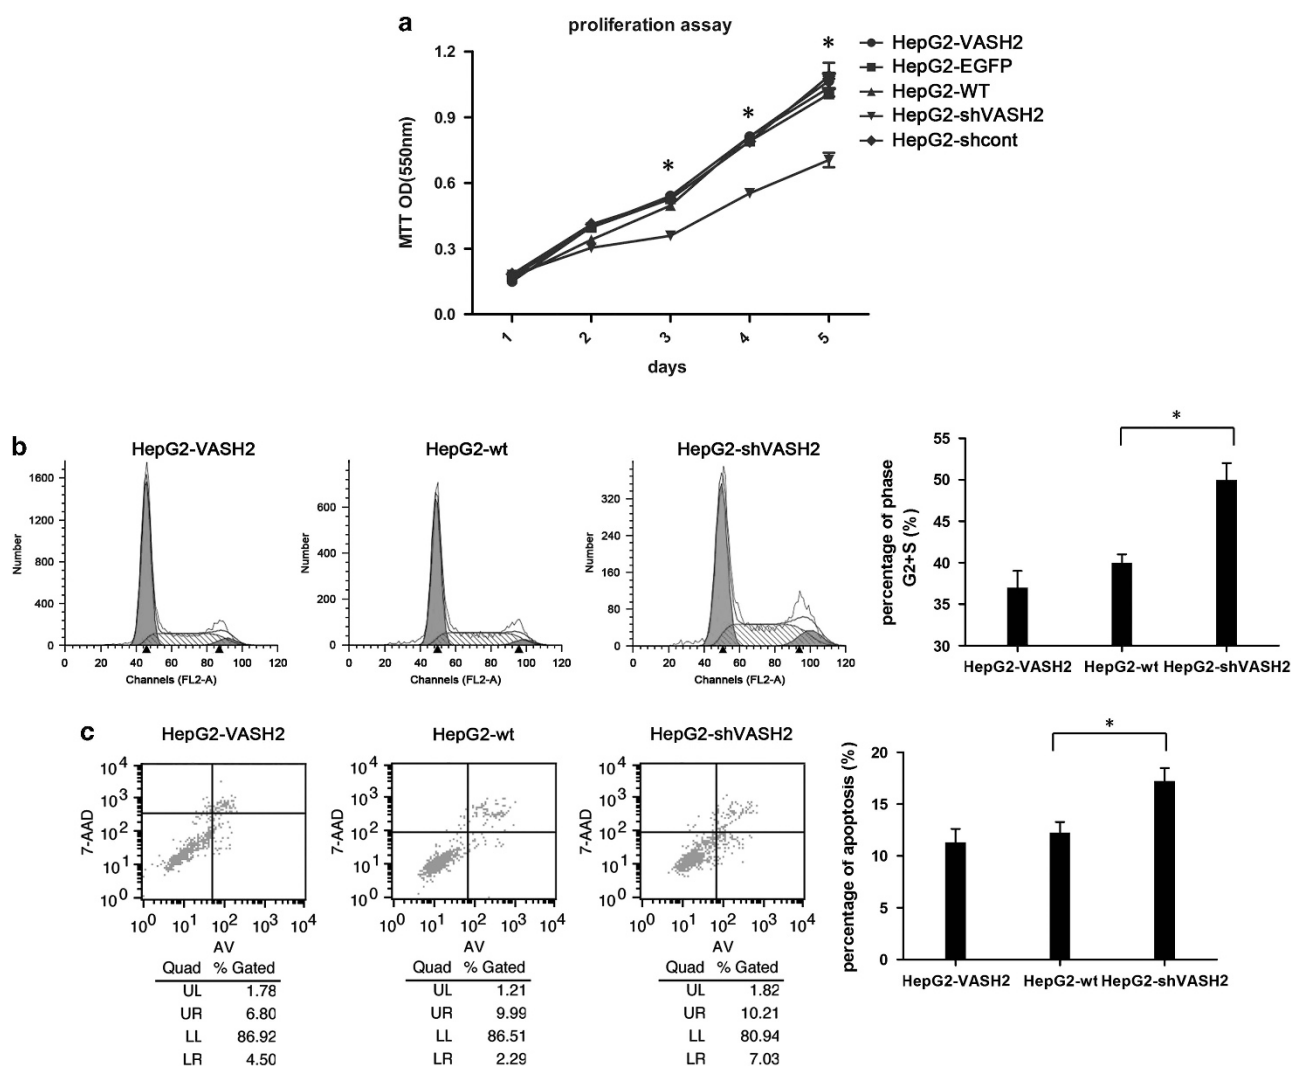 a
proliferation assay
MTT OD(550nm)
1.2
0.9
0.6
0.3
0.0
1 2 3 4 5
days
* * *
HepG2-VASH2
HepG2-EGFP
HepG2-WT
HepG2-shVASH2
HepG2-shcont
b
HepG2-VASH2
Number
1600
1200
800
400
0
0 20 40 60 80 100 120
Channels (FL2-A)
HepG2-wt
Number
600
400
200
0
0 20 40 60 80 100 120
Channels (FL2-A)
HepG2-shVASH2
Number
320
240
160
80
0
0 20 40 60 80 100 120
Channels (FL2-A)
percentage of phase
G2+S (%)
55
50
45
40
35
30
*
HepG2-VASH2 HepG2-wt HepG2-shVASH2
c
HepG2-VASH2
7-AAD
10⁴
10³
10²
10¹
10⁰
10⁰ 10¹ 10² 10³ 10⁴
AV
Quad % Gated
UL 1.78
UR 6.80
LL 86.92
LR 4.50
HepG2-wt
7-AAD
10⁴
10³
10²
10¹
10⁰
10⁰ 10¹ 10² 10³ 10⁴
AV
Quad % Gated
UL 1.21
UR 9.99
LL 86.51
LR 2.29
HepG2-shVASH2
7-AAD
10⁴
10³
10²
10¹
10⁰
10⁰ 10¹ 10² 10³ 10⁴
AV
Quad % Gated
UL 1.82
UR 10.21
LL 80.94
LR 7.03
percentage of apoptosis (%)
20
15
10
5
0
*
HepG2-VASH2 HepG2-wt HepG2-shVASH2